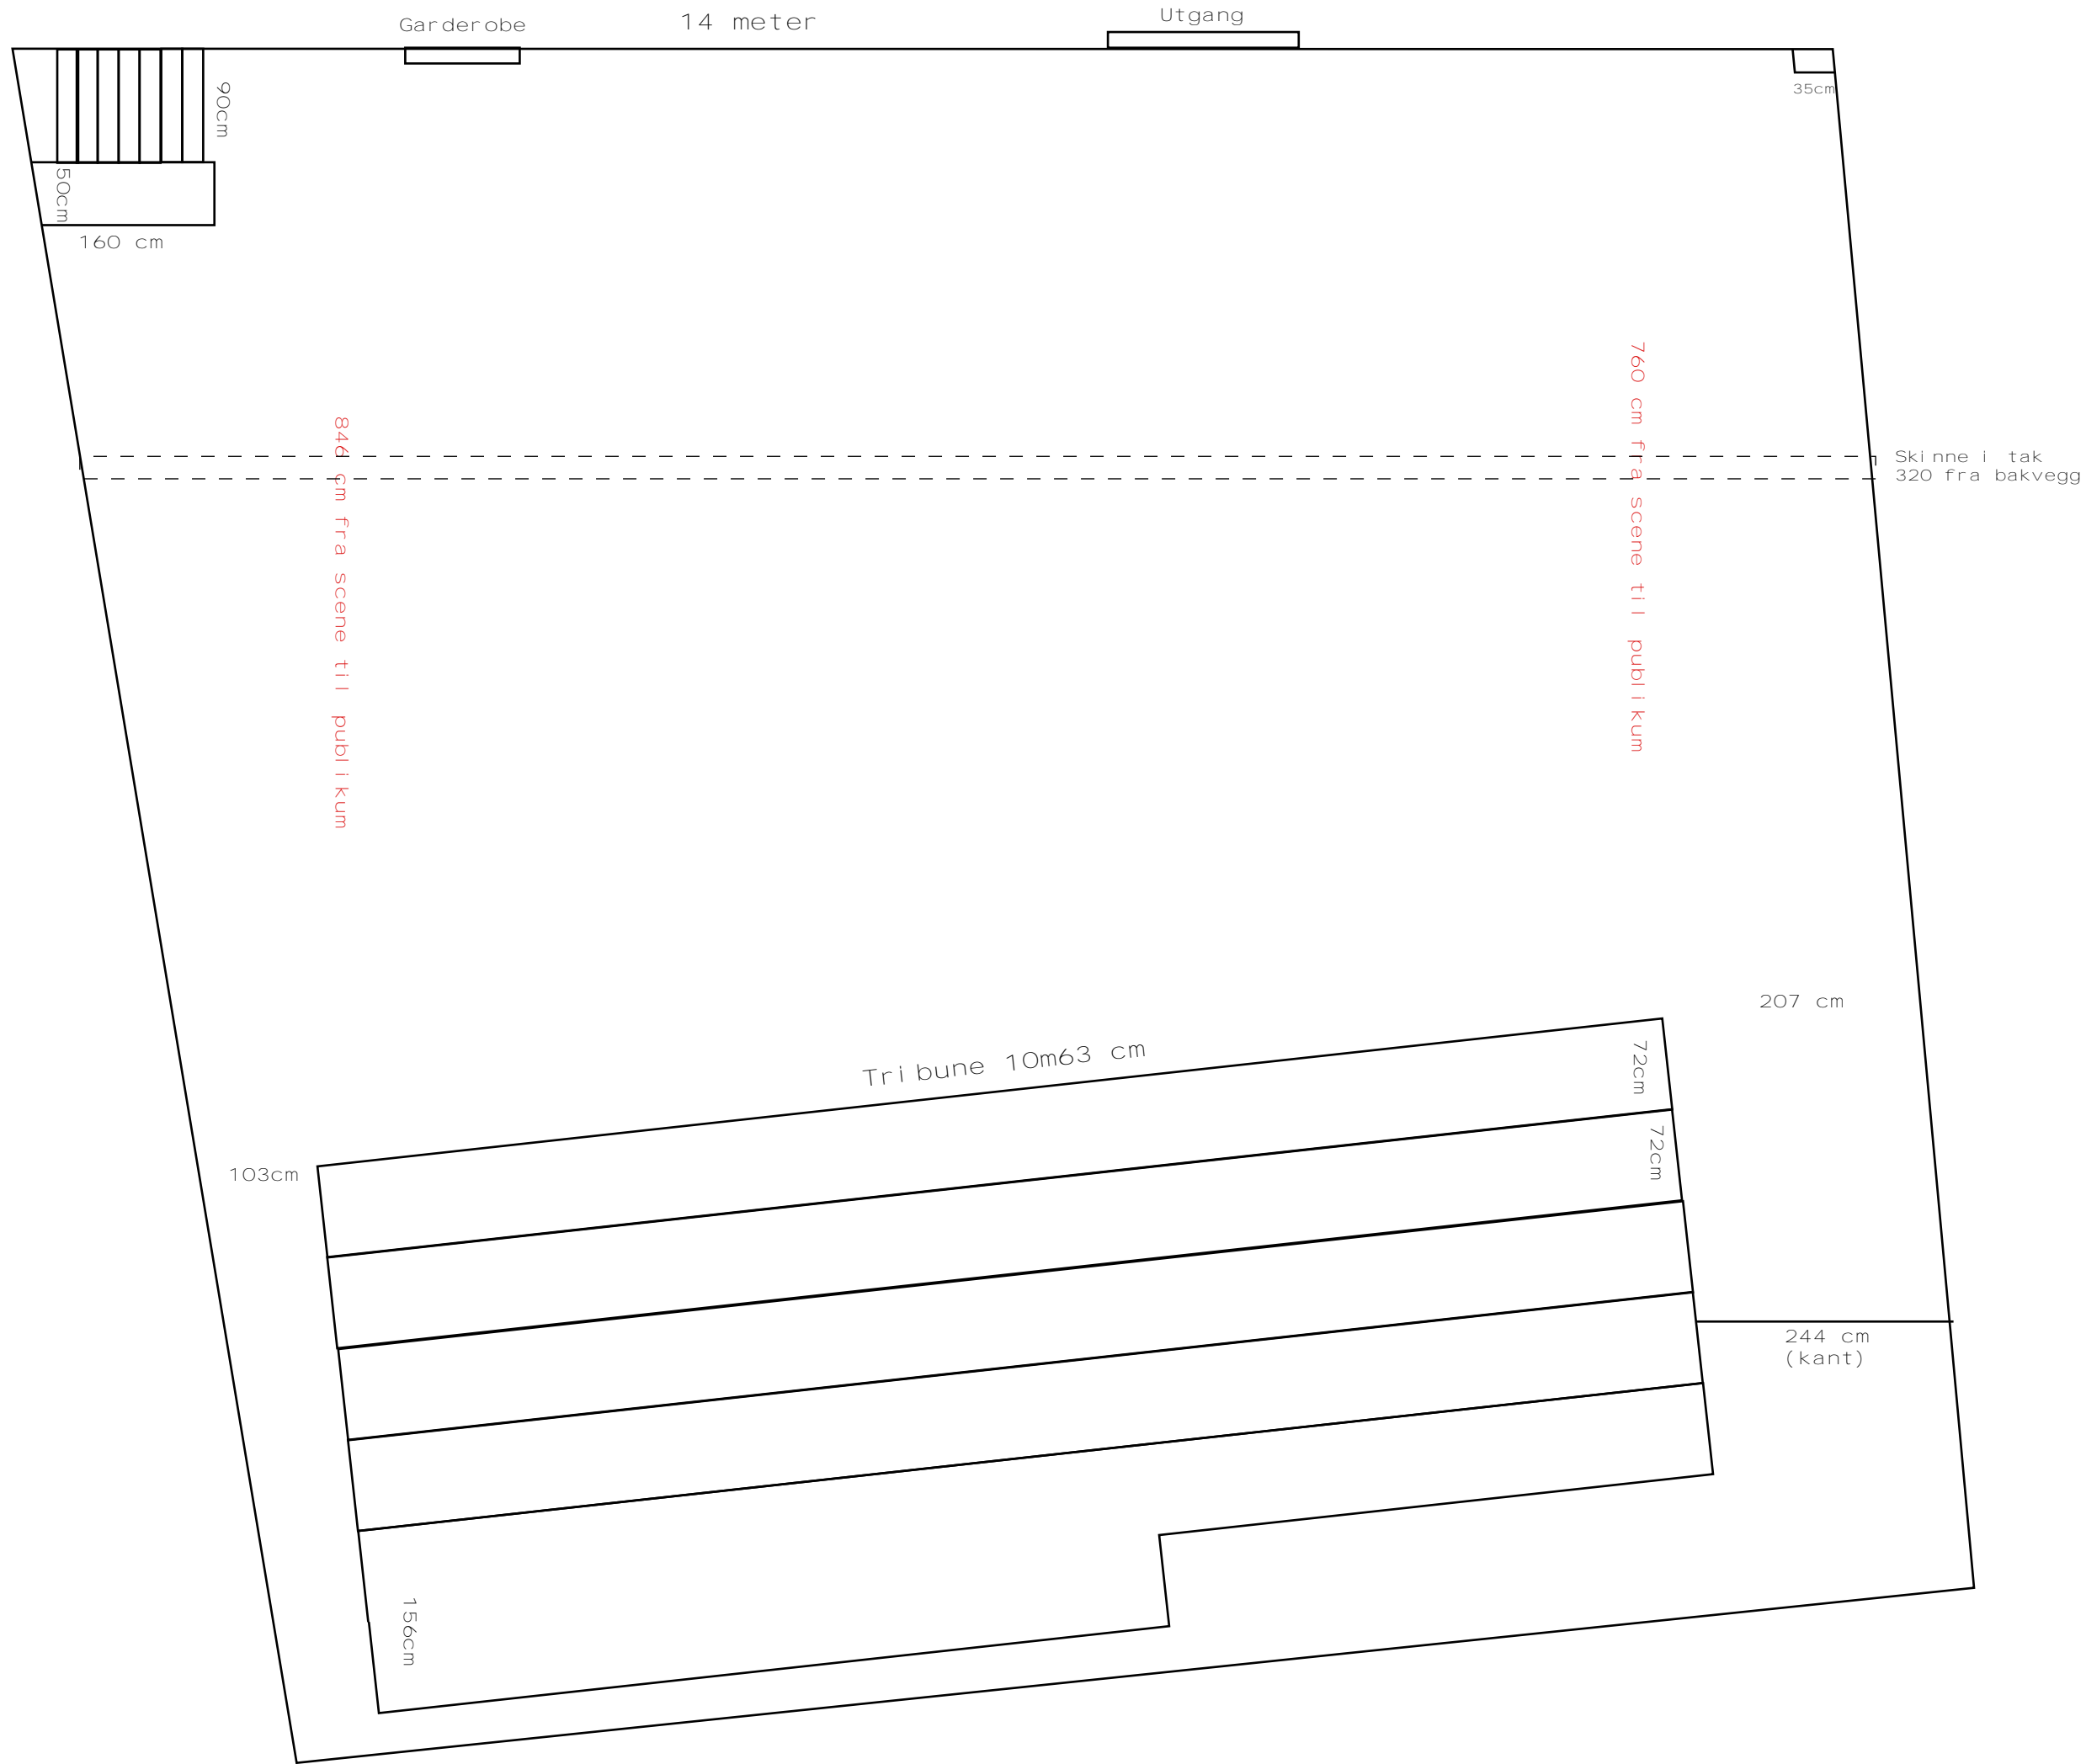 Garderobe
14 meter
Utgang
90cm
35cm
50cm
160 cm
846 cm fra scene til publikum
760 cm fra scene til publikum
Skinne i tak
320 fra bakvegg
207 cm
Tribune 10m63 cm
72cm
72cm
103cm
244 cm
(kant)
156cm